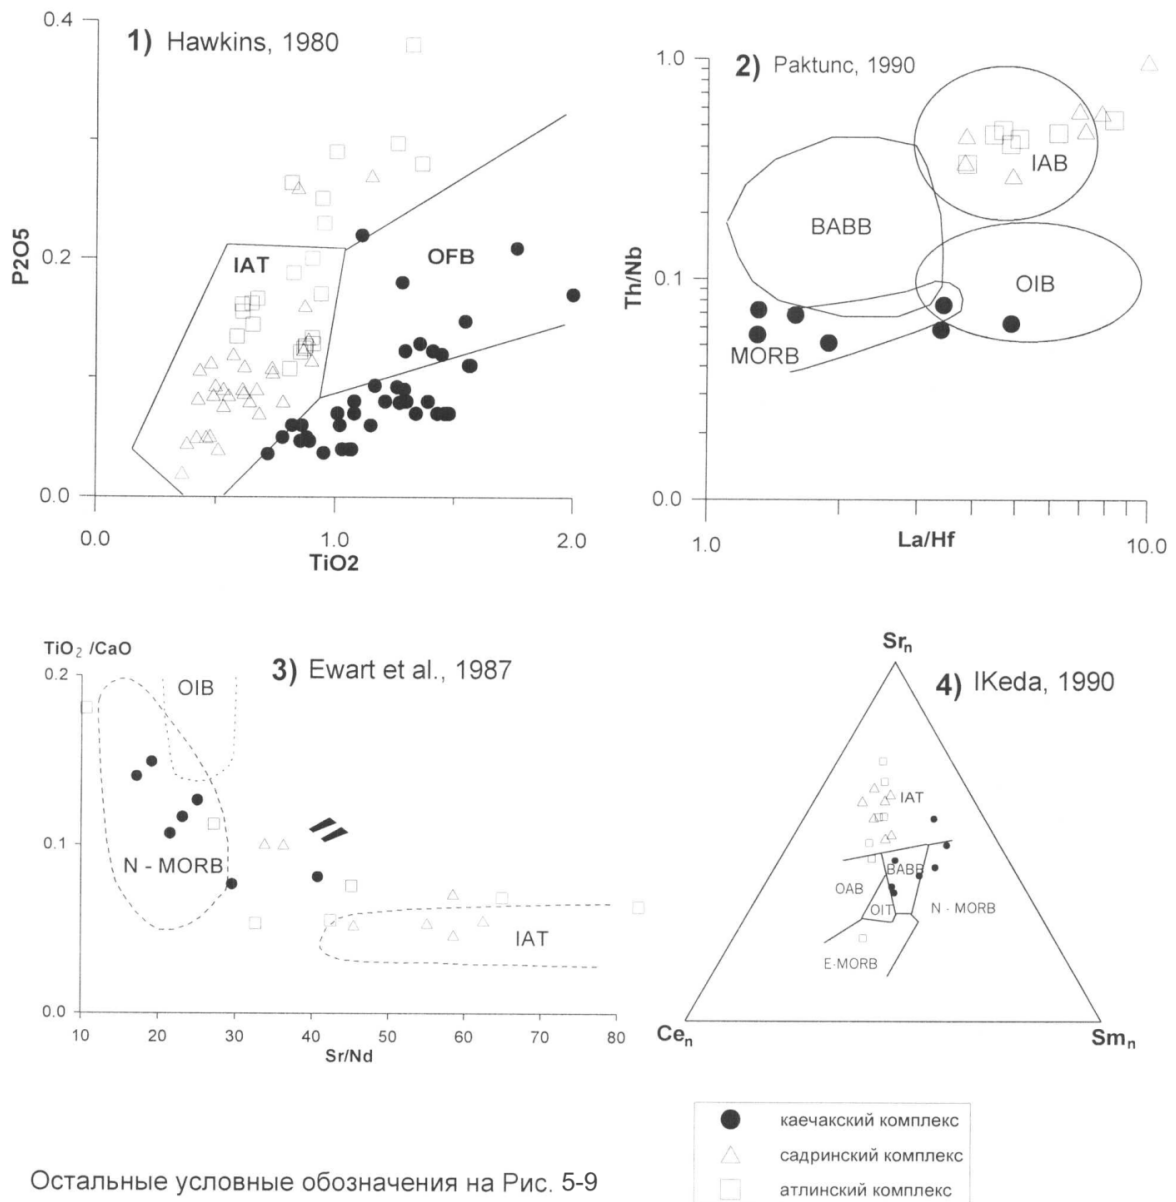 1) Hawkins, 1980
0.4
0.2
0.0
P2O5
IAT
OFB
0.0 1.0 2.0
TiO2
2) Paktunc, 1990
1.0
0.1
0.0
Th/Nb
IAB
BABB
OIB
MORB
1.0 10.0
La/Hf
TiO2 /CaO
3) Ewart et al., 1987
0.2
0.1
0.0
OIB
N - MORB
IAT
10 20 30 40 50 60 70 80
Sr/Nd
Srn
4) IKeda, 1990
IAT
BABB
OAB
OIT
N - MORB
E-MORB
Cen Smn
каечакский комплекс
садринский комплекс
атлинский комплекс
Остальные условные обозначения на Рис. 5-9